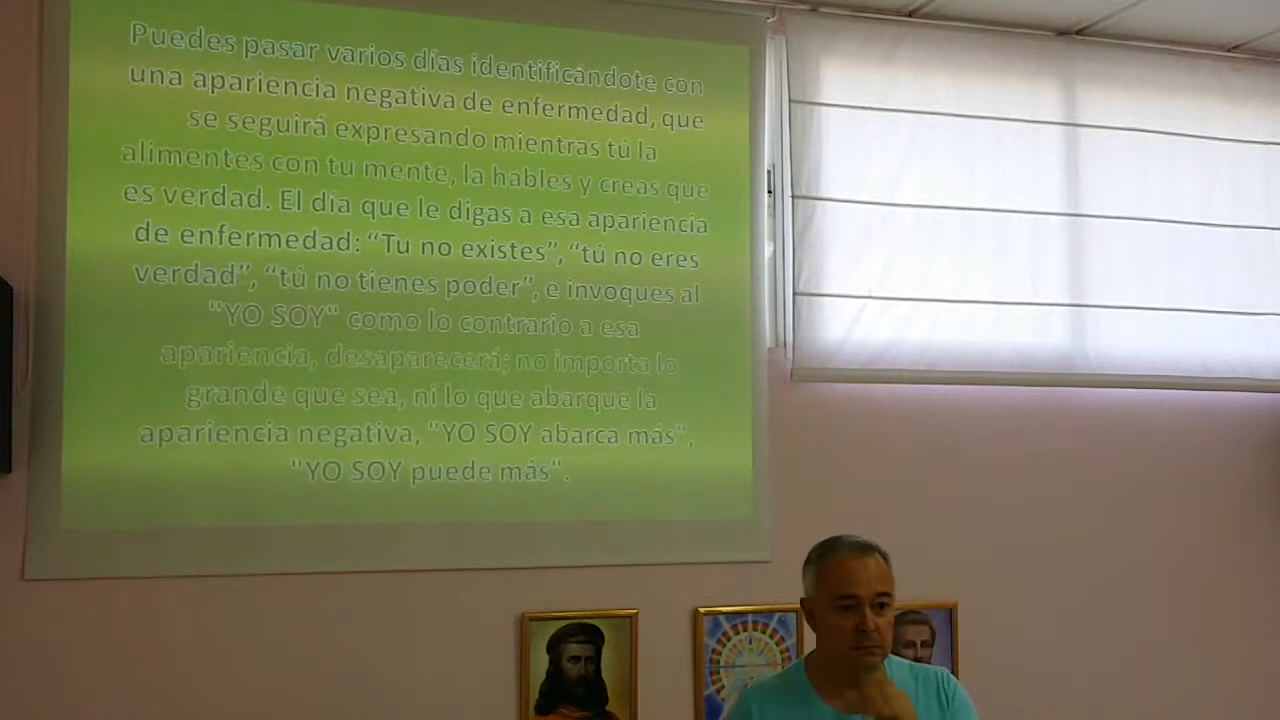 Puedes pasar varios días identificándote con
una apariencia negativa de enfermedad, que
se seguirá expresando mientras tú la
alimentes con tu mente, la hables y creas que
es verdad. El día que le digas a esa apariencia
de enfermedad: “Tu no existes”, “tú no eres
verdad”, “tú no tienes poder”, e invoques al
"YO SOY" como lo contrario a esa
apariencia, desaparecerá; no importa lo
grande que sea, ni lo que abarque la
apariencia negativa, "YO SOY abarca más",
"YO SOY puede más".